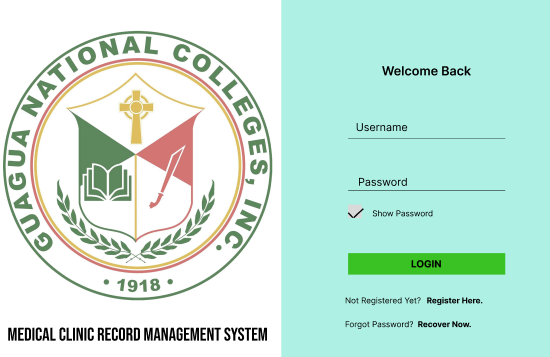 GUAGUA NATIONAL COLLEGES, INC.
• 1918 •
MEDICAL CLINIC RECORD MANAGEMENT SYSTEM
Welcome Back
Username
Password
Show Password
LOGIN
Not Registered Yet? Register Here.
Forgot Password? Recover Now.